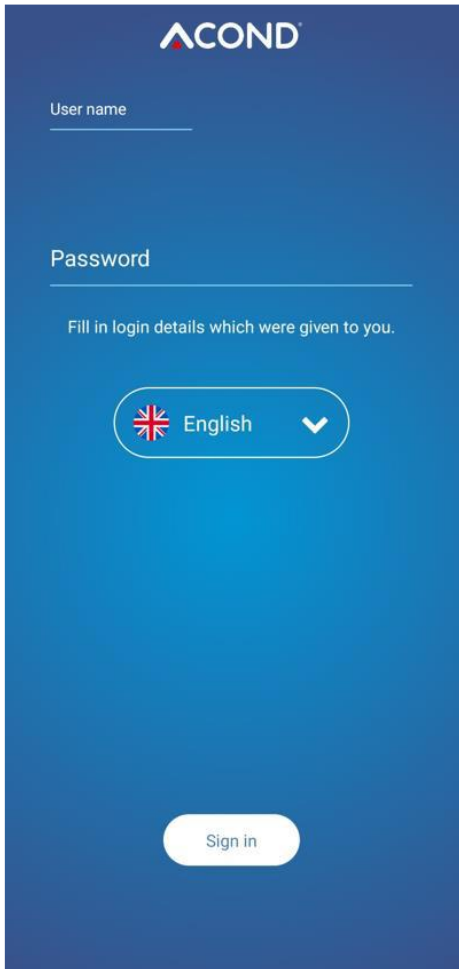 ACOND
User name
Password
Fill in login details which were given to you.
English
Sign in